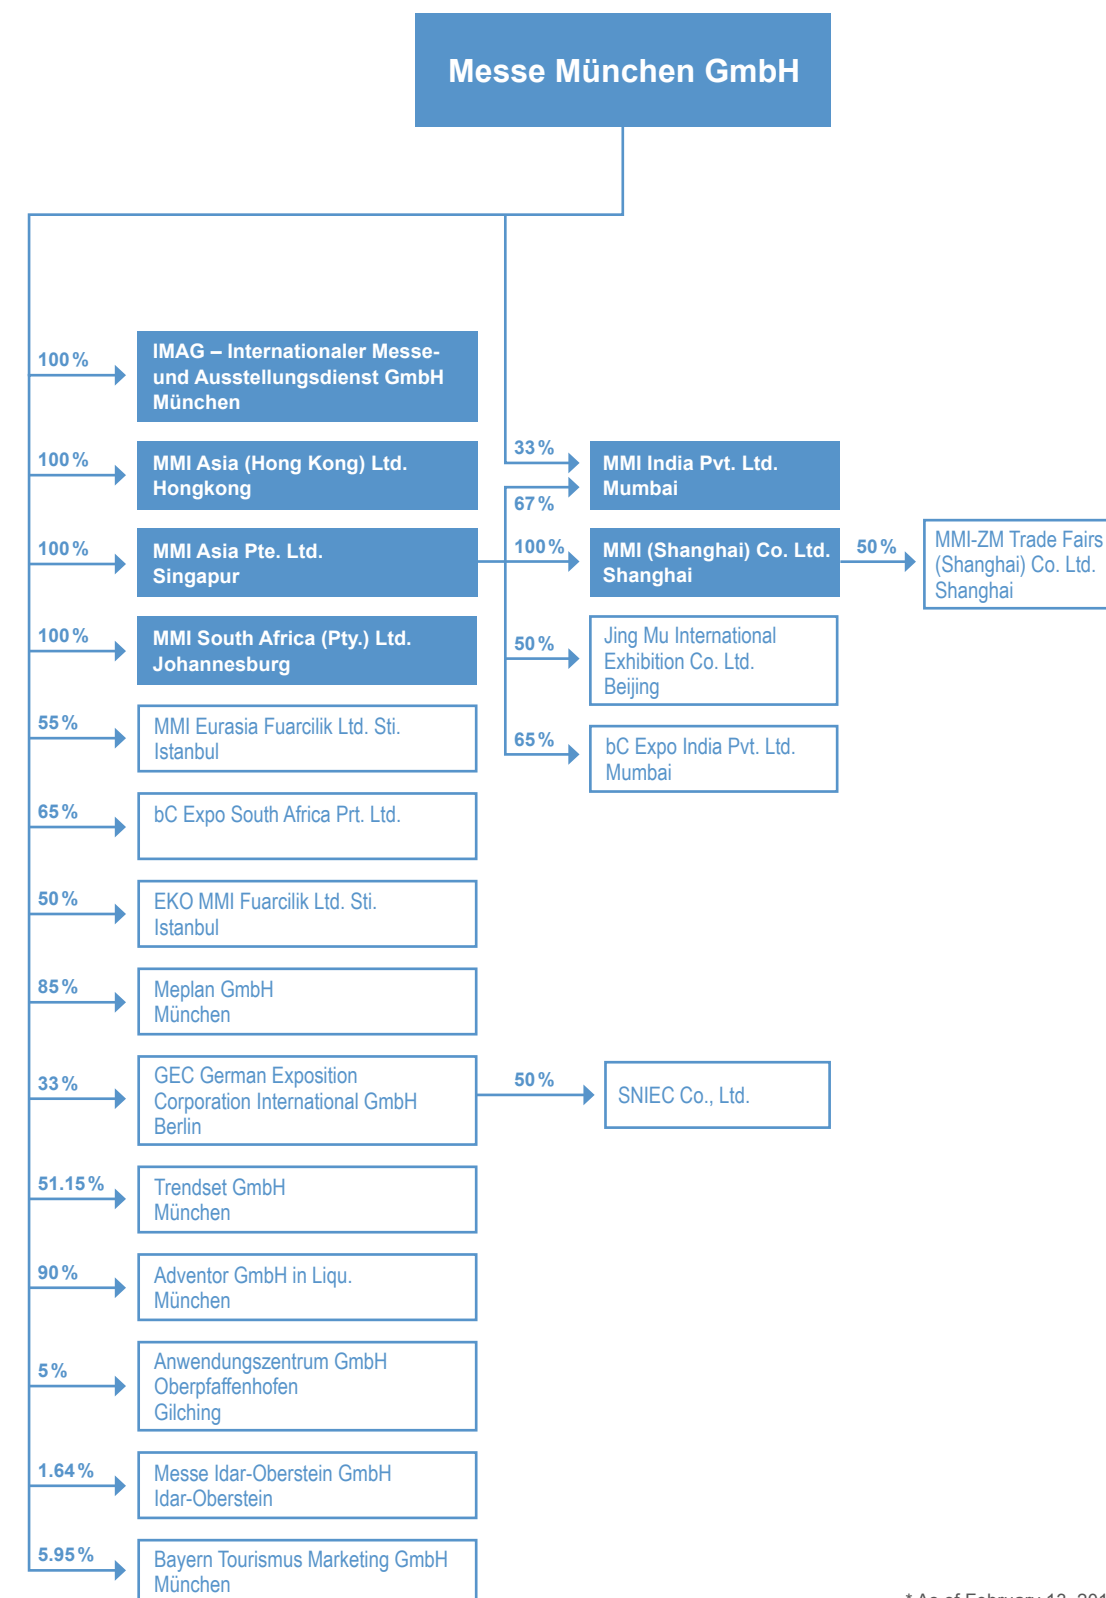 Messe München GmbH
100 %
IMAG – Internationaler Messe-
und Ausstellungsdienst GmbH
München
100 %
MMI Asia (Hong Kong) Ltd.
Hongkong
33 %
67 %
MMI India Pvt. Ltd.
Mumbai
100 %
MMI Asia Pte. Ltd.
Singapur
100 %
MMI (Shanghai) Co. Ltd.
Shanghai
50 %
MMI-ZM Trade Fairs
(Shanghai) Co. Ltd.
Shanghai
100 %
MMI South Africa (Pty.) Ltd.
Johannesburg
50 %
Jing Mu International
Exhibition Co. Ltd.
Beijing
55 %
MMI Eurasia Fuarcilik Ltd. Sti.
Istanbul
65 %
bC Expo India Pvt. Ltd.
Mumbai
65 %
bC Expo South Africa Prt. Ltd.
50 %
EKO MMI Fuarcilik Ltd. Sti.
Istanbul
85 %
Meplan GmbH
München
33 %
GEC German Exposition
Corporation International GmbH
Berlin
50 %
SNIEC Co., Ltd.
51.15 %
Trendset GmbH
München
90 %
Adventor GmbH in Liqu.
München
5 %
Anwendungszentrum GmbH
Oberpfaffenhofen
Gilching
1.64 %
Messe Idar-Oberstein GmbH
Idar-Oberstein
5.95 %
Bayern Tourismus Marketing GmbH
München
* As of February 13,